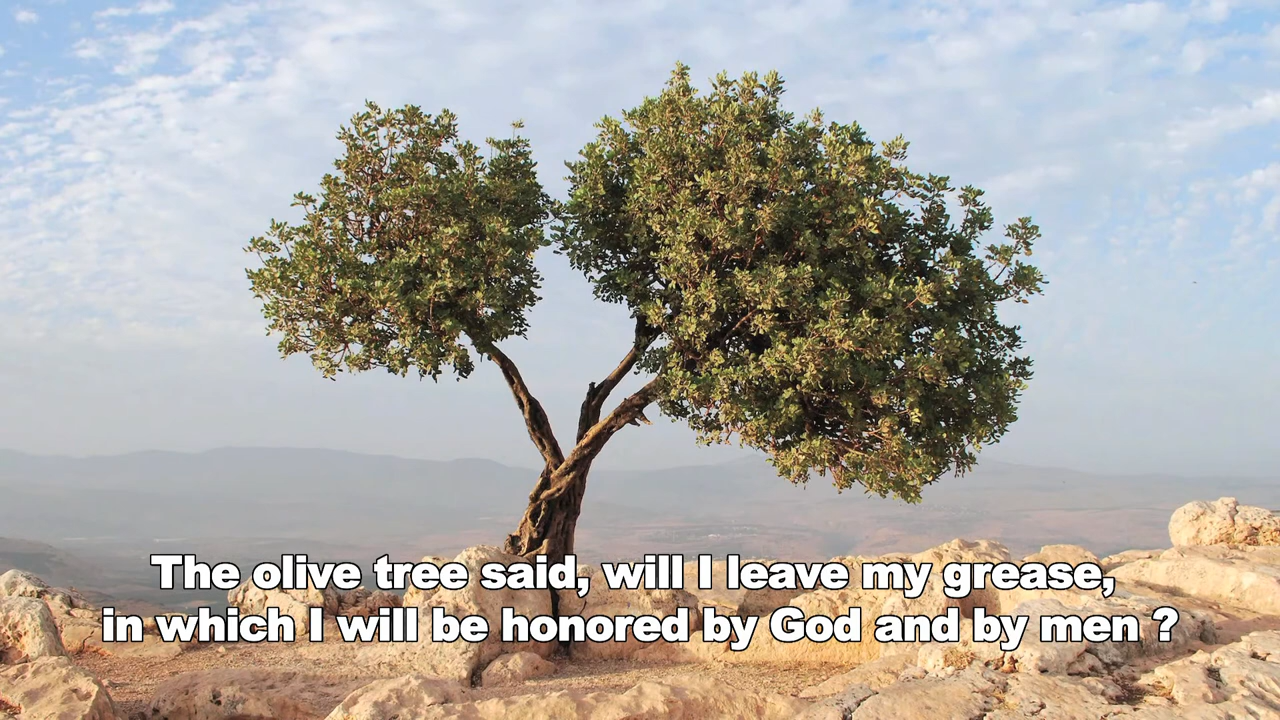 The olive tree said, will I leave my grease,
in which I will be honored by God and by men ?